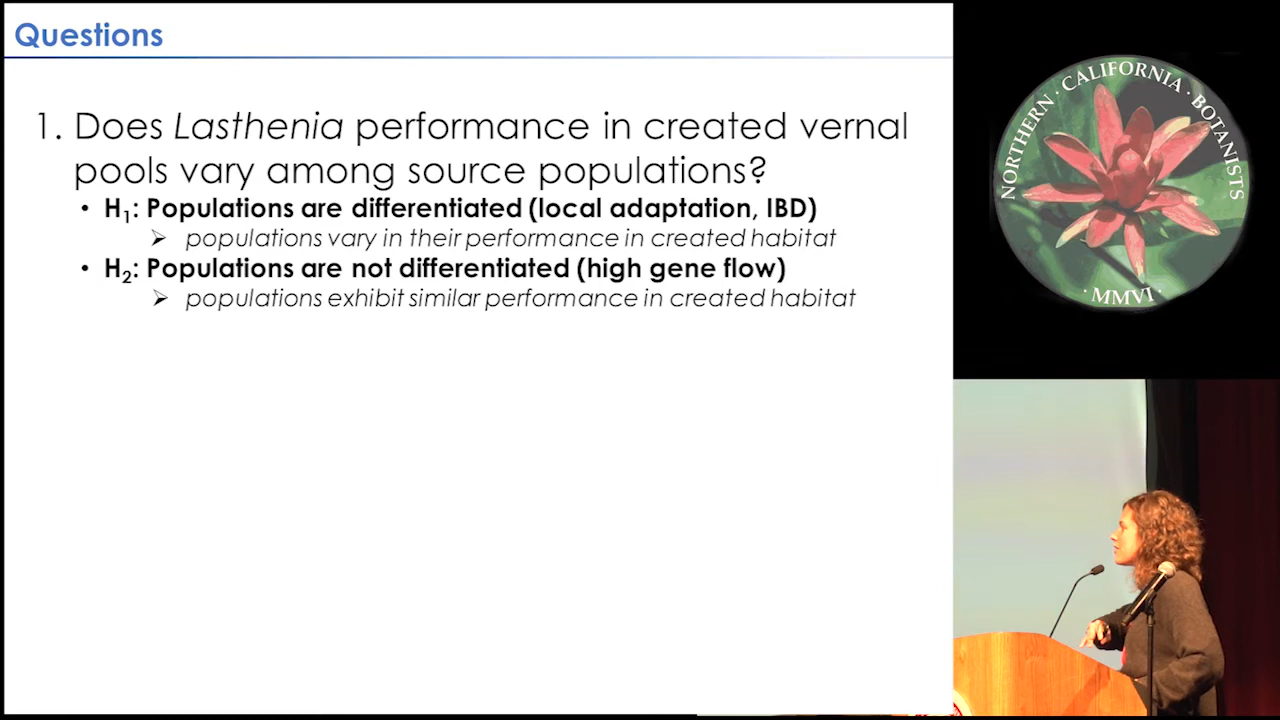 Questions
1. Does Lasthenia performance in created vernal
pools vary among source populations?
• H1: Populations are differentiated (local adaptation, IBD)
➢ populations vary in their performance in created habitat
• H2: Populations are not differentiated (high gene flow)
➢ populations exhibit similar performance in created habitat
NORTHERN · CALIFORNIA · BOTANISTS
· MMVI ·